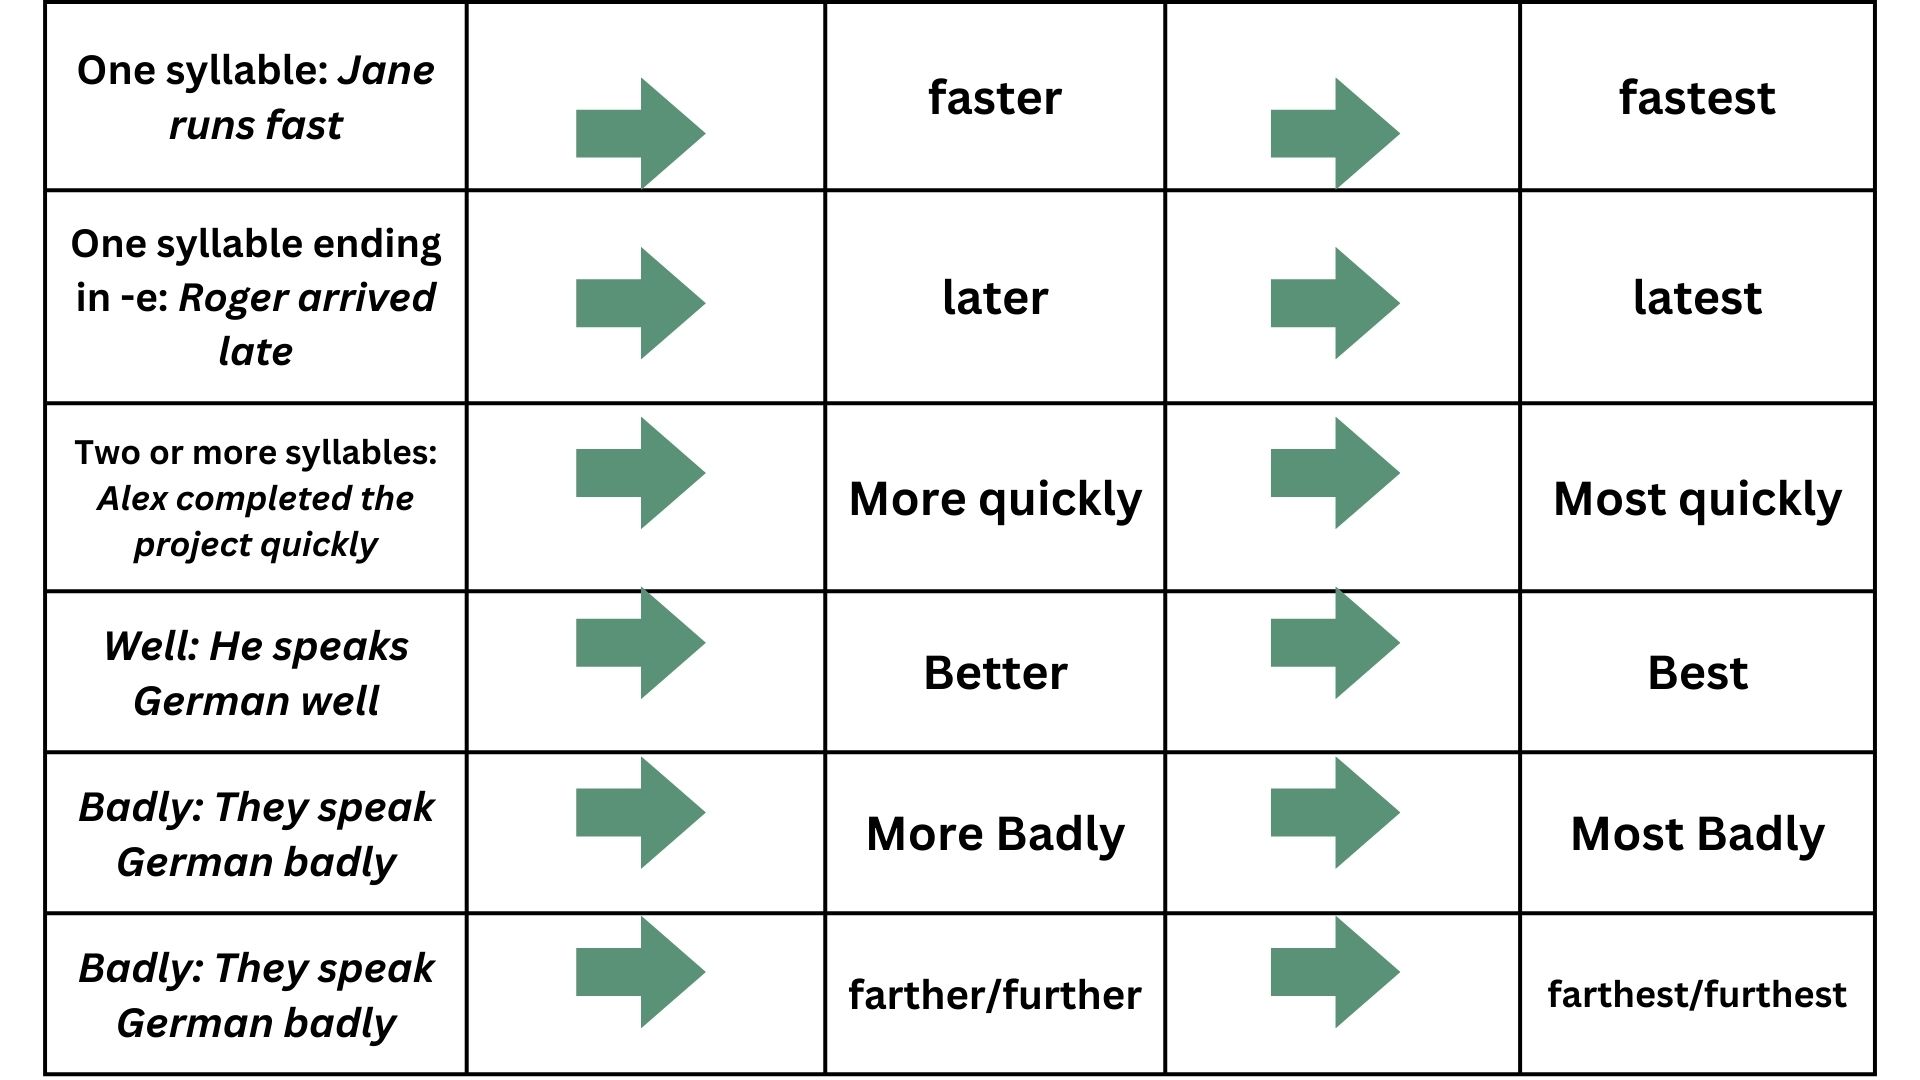 One syllable: Jane
runs fast
faster
fastest
One syllable ending
in -e: Roger arrived
late
later
latest
Two or more syllables:
Alex completed the
project quickly
More quickly
Most quickly
Well: He speaks
German well
Better
Best
Badly: They speak
German badly
More Badly
Most Badly
Badly: They speak
German badly
farther/further
farthest/furthest